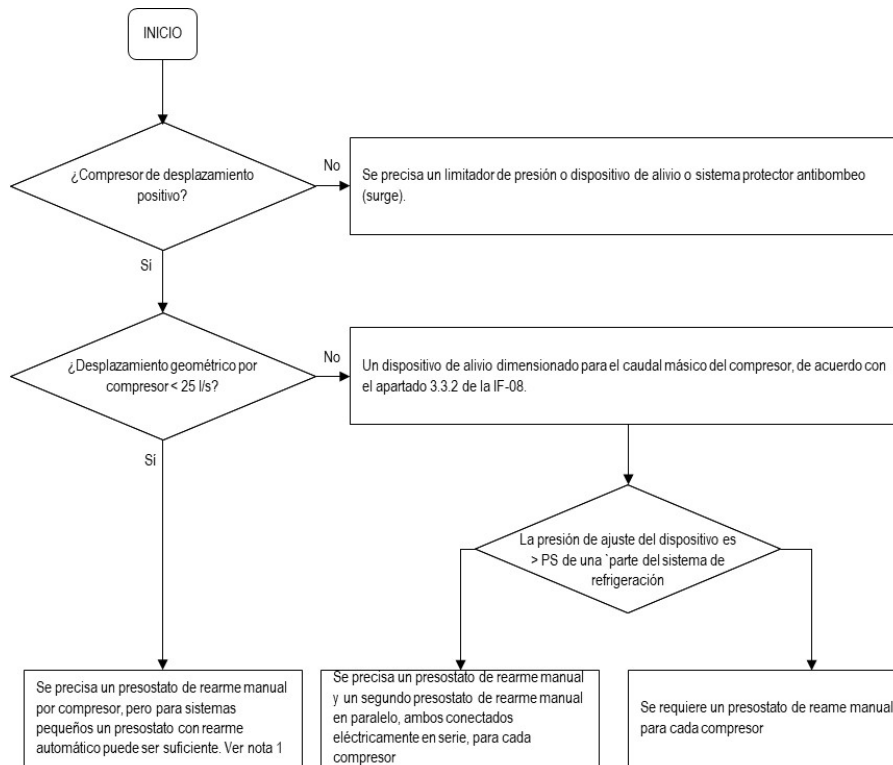 INICIO
¿Compresor de desplazamiento
positivo?
No
Se precisa un limitador de presión o dispositivo de alivio o sistema protector antibombeo
(surge).
Sí
¿Desplazamiento geométrico por
compresor < 25 l/s?
No
Un dispositivo de alivio dimensionado para el caudal másico del compresor, de acuerdo con
el apartado 3.3.2 de la IF-08.
Sí
La presión de ajuste del dispositivo es
> PS de una `parte del sistema de
refrigeración
Se precisa un presostato de rearme manual
por compresor, pero para sistemas
pequeños un presostato con rearme
automático puede ser suficiente. Ver nota 1
Se precisa un presostato de rearme manual
y un segundo presostato de rearme manual
en paralelo, ambos conectados
eléctricamente en serie, para cada
compresor
Se requiere un presostato de reame manual
para cada compresor